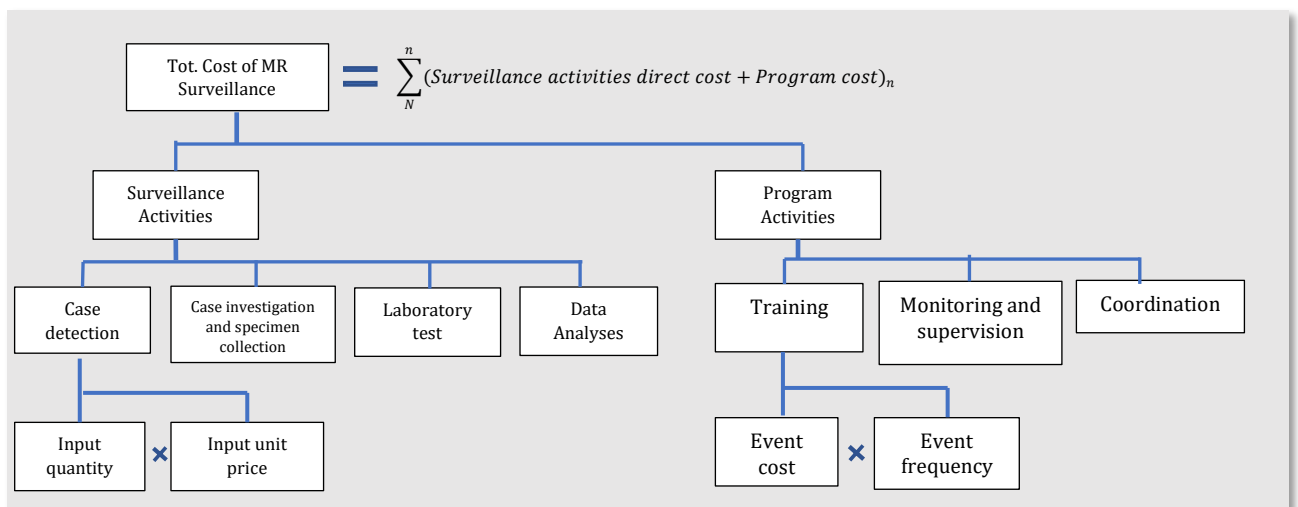 Tot. Cost of MR
Surveillance
= ∑ (Surveillance activities direct cost + Program cost)n
n
N
Surveillance
Activities
Program
Activities
Case
detection
Case investigation
and specimen
collection
Laboratory
test
Data
Analyses
Training
Monitoring and
supervision
Coordination
Input
quantity
×
Input unit
price
Event
cost
×
Event
frequency